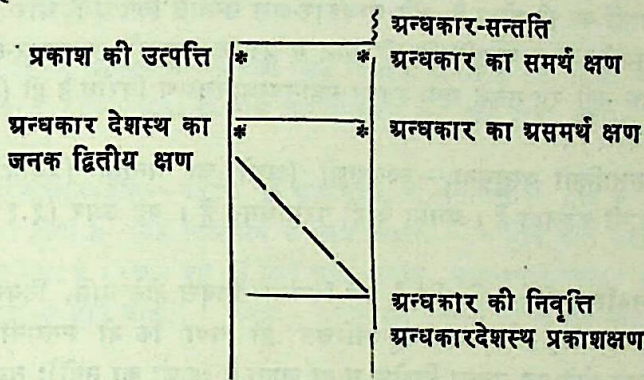 अन्धकार-सन्तति
प्रकाश की उत्पत्ति * * अन्धकार का समर्थ क्षण
अन्धकार देशस्थ का * * अन्धकार का असमर्थ क्षण
जनक द्वितीय क्षण
अन्धकार की निवृत्ति
अन्धकारदेशस्थ प्रकाशक्षण